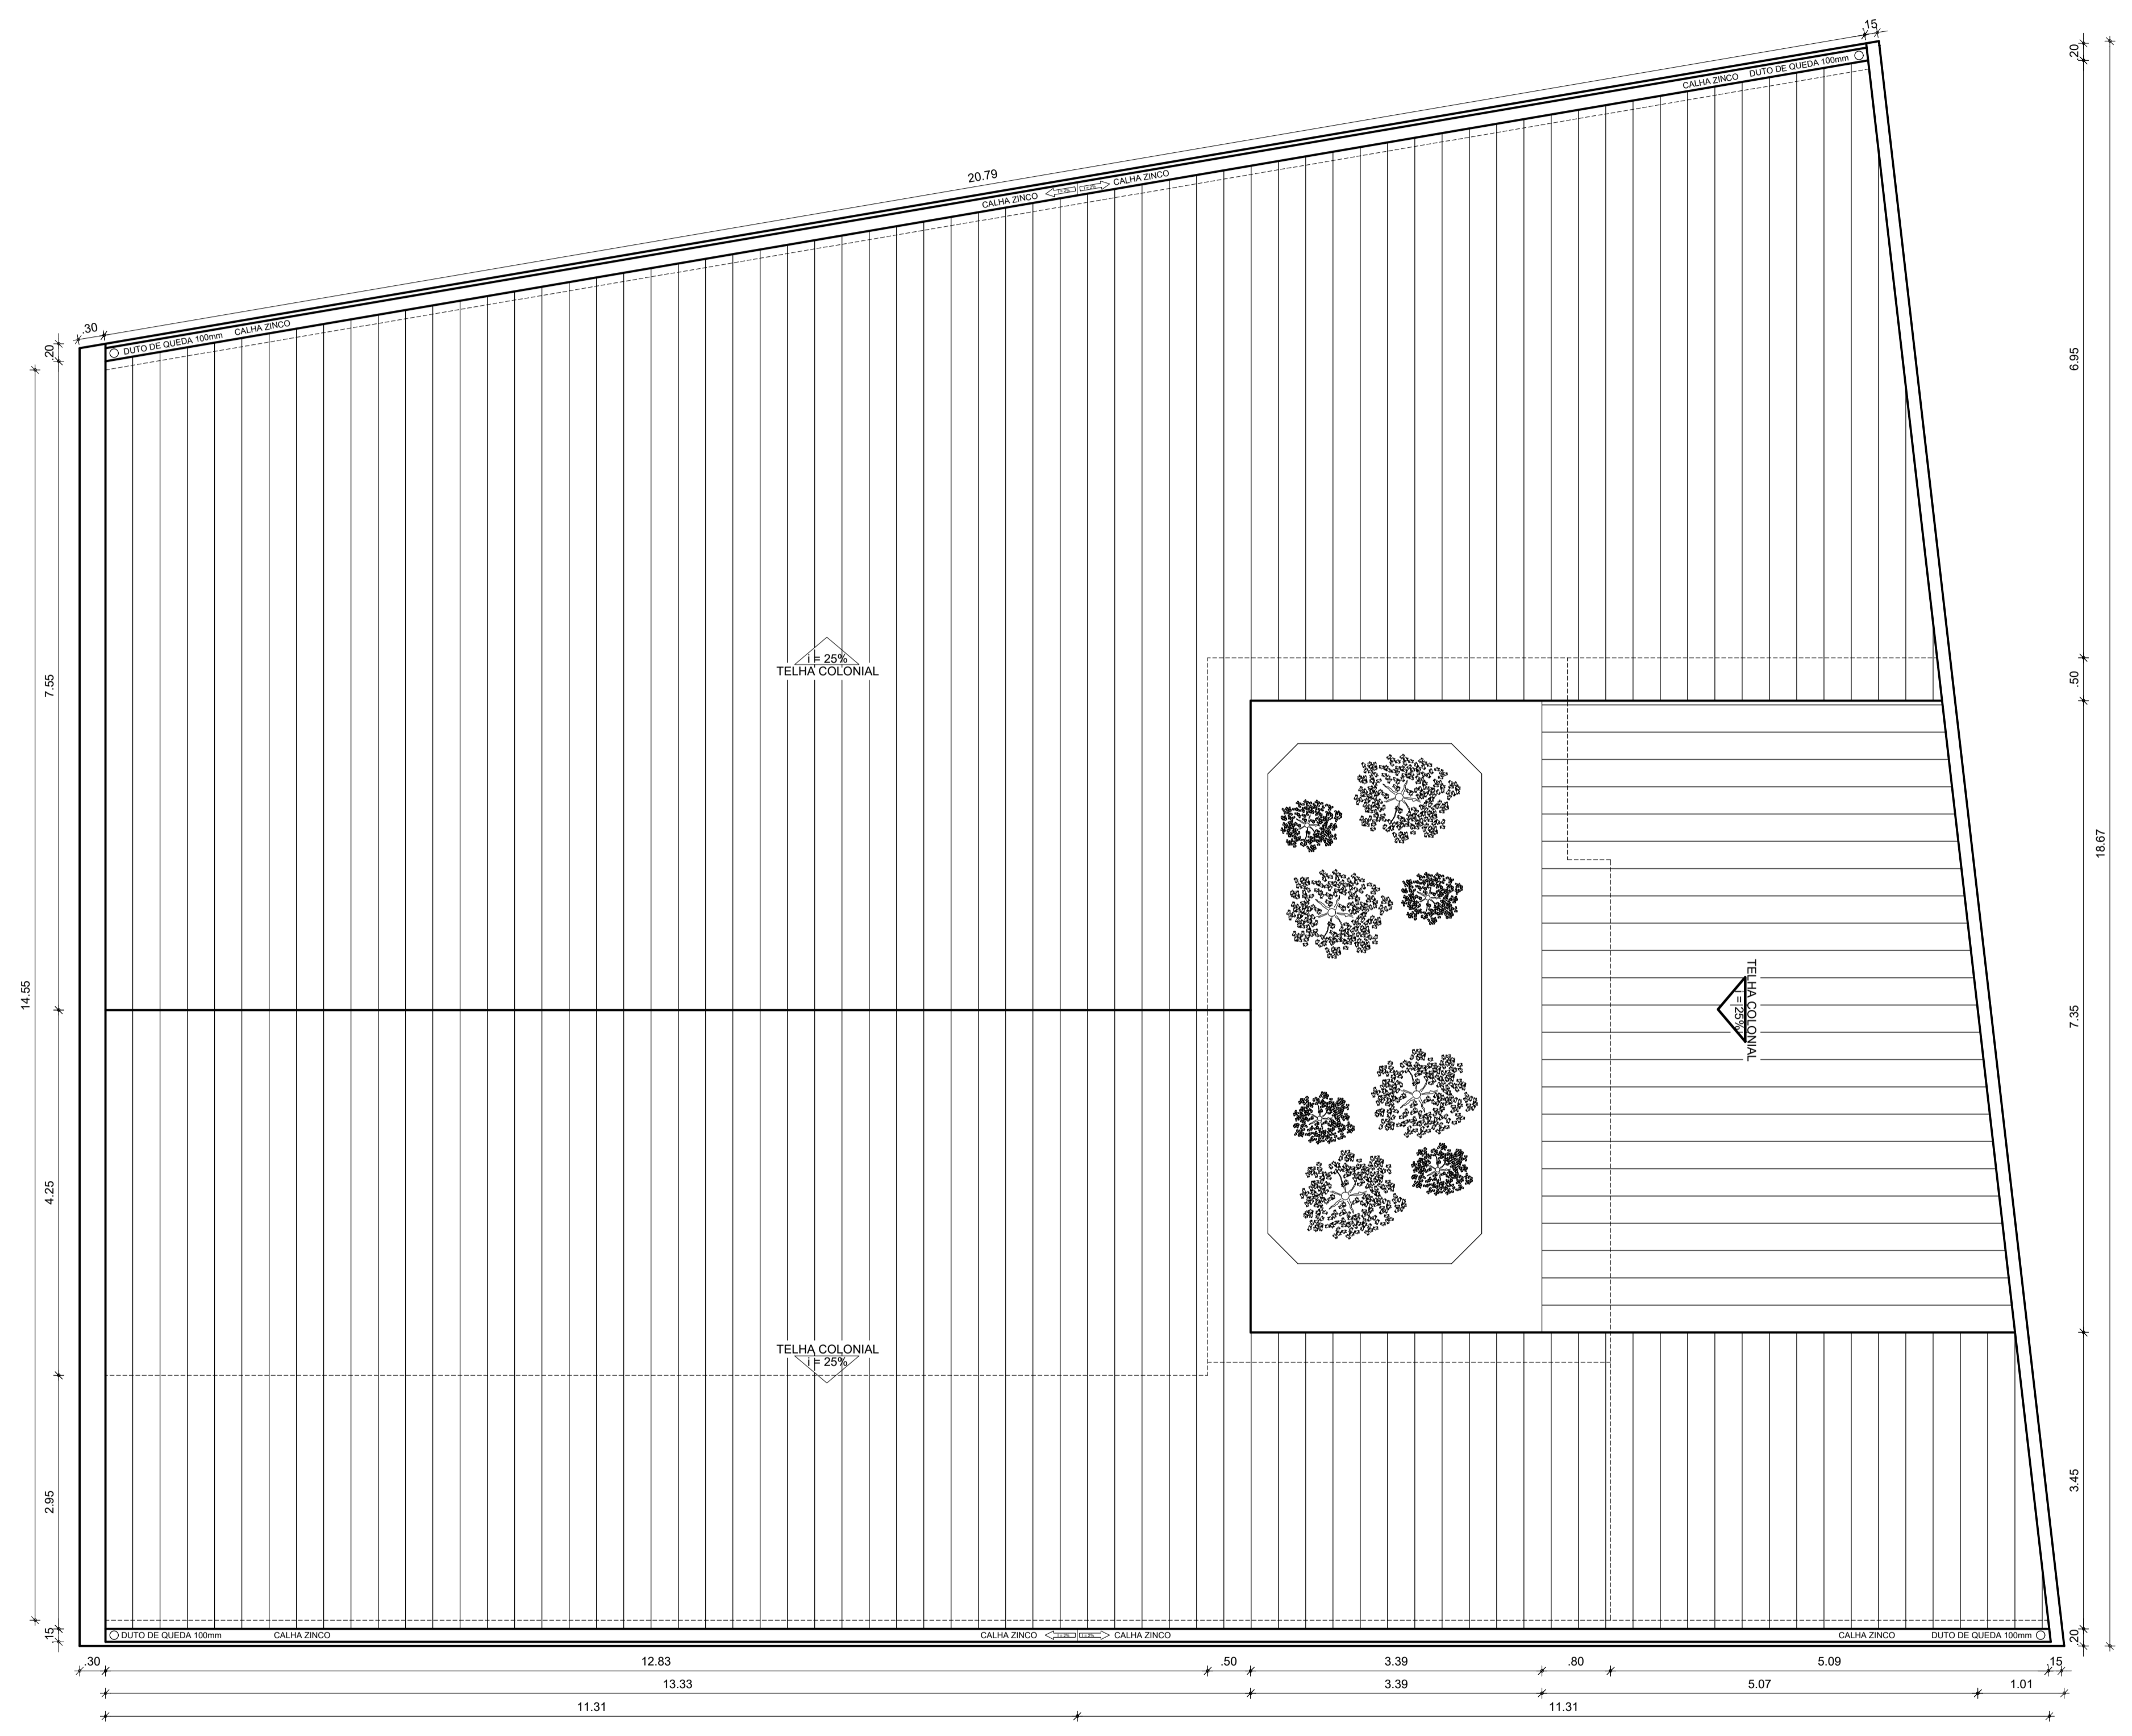 .15
20
CALHA ZINCO DUTO DE QUEDA 100mm
20.79
CALHA ZINCO CALHA ZINCO
.30
20
DUTO DE QUEDA 100mm CALHA ZINCO
6.95
i = 25%
TELHA COLONIAL
7.55
.50
14.55
18.67
TELHA COLONIAL
i = 25%
7.35
4.25
TELHA COLONIAL
i = 25%
2.95
3.45
15
DUTO DE QUEDA 100mm CALHA ZINCO CALHA ZINCO CALHA ZINCO CALHA ZINCO DUTO DE QUEDA 100mm
.20
.30 12.83 .50 3.39 .80 5.09 .15
13.33 3.39 5.07 1.01
11.31 11.31